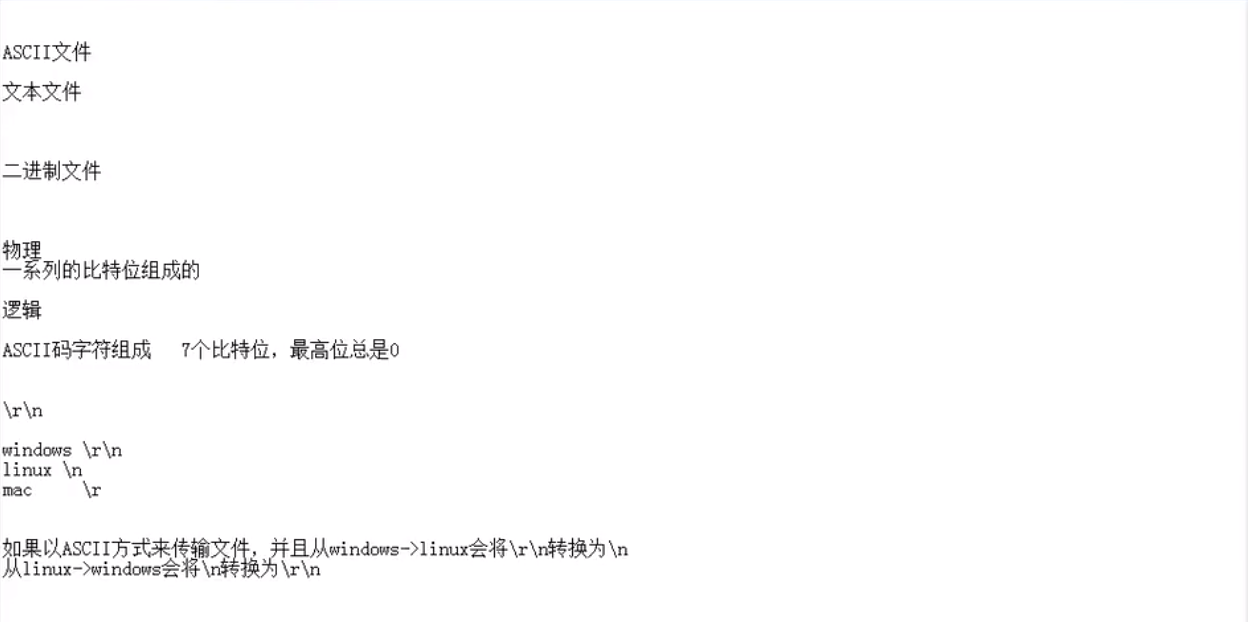 ASCII文件
文本文件
二进制文件
物理
一系列的比特位组成的
逻辑
ASCII码字符组成   7个比特位，最高位总是0
\r\n
windows \r\n
linux \n
mac     \r
如果以ASCII方式来传输文件，并且从windows->linux会将\r\n转换为\n
从linux->windows会将\n转换为\r\n